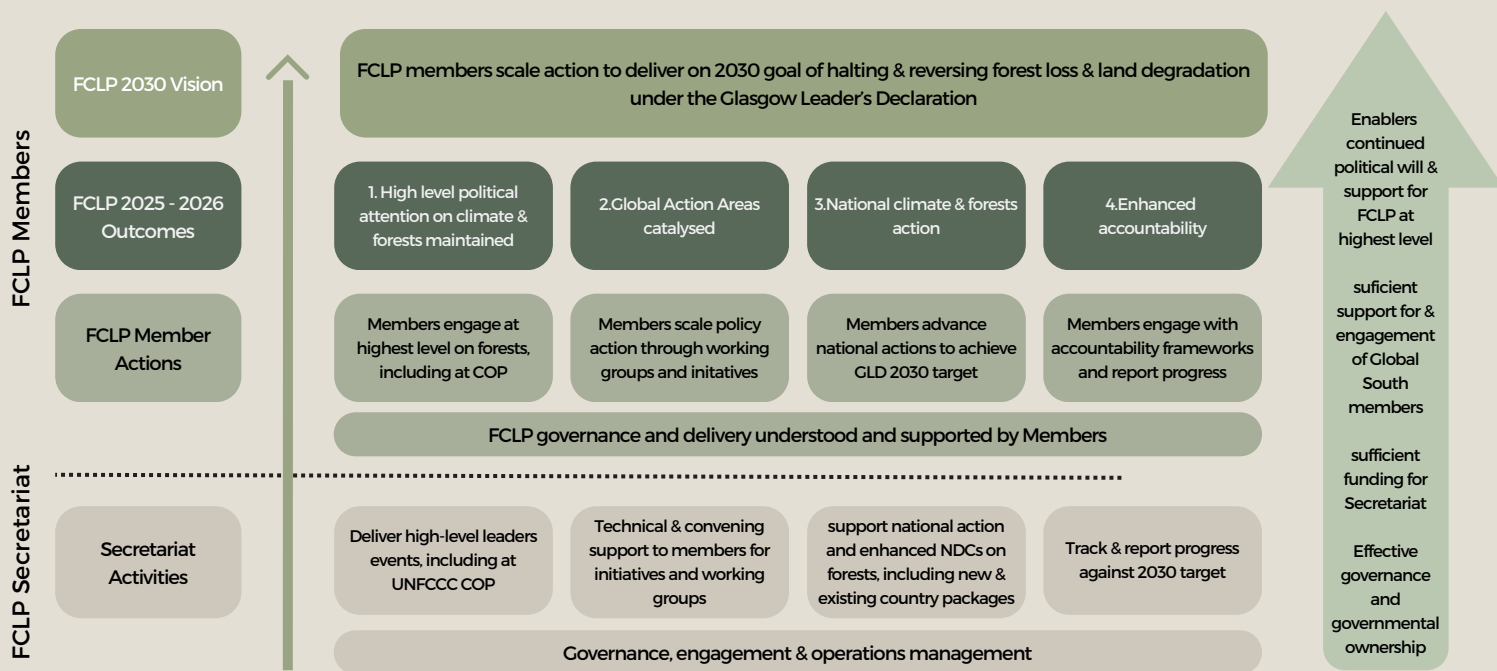 FCLP Members
FCLP 2030 Vision
FCLP members scale action to deliver on 2030 goal of halting & reversing forest loss & land degradation
under the Glasgow Leader's Declaration
FCLP 2025 - 2026
Outcomes
1. High level political
attention on climate &
forests maintained
2.Global Action Areas
catalysed
3.National climate & forests
action
4.Enhanced
accountability
FCLP Member
Actions
Members engage at
highest level on forests,
including at COP
Members scale policy
action through working
groups and initatives
Members advance
national actions to achieve
GLD 2030 target
Members engage with
accountability frameworks
and report progress
FCLP governance and delivery understood and supported by Members
FCLP Secretariat
Secretariat
Activities
Deliver high-level leaders
events, including at
UNFCCC COP
Technical & convening
support to members for
initiatives and working
groups
support national action
and enhanced NDCs on
forests, including new &
existing country packages
Track & report progress
against 2030 target
Governance, engagement & operations management
Enablers
continued
political will &
support for
FCLP at
highest level
suficient
support for &
engagement
of Global
South
members
sufficient
funding for
Secretariat
Effective
governance
and
governmental
ownership